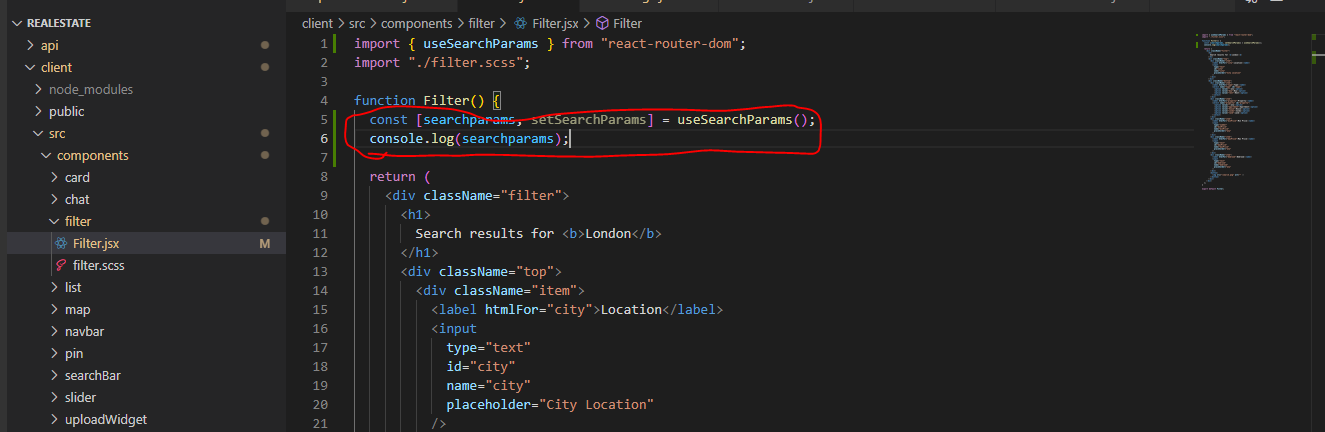 REALESTATE
api
client
node_modules
public
src
components
card
chat
filter
Filter.jsx M
filter.scss
list
map
navbar
pin
searchBar
slider
uploadWidget
client > src > components > filter > Filter.jsx > Filter
1 import { useSearchParams } from "react-router-dom";
2 import "./filter.scss";
3
4 function Filter() {
5 const [searchparams, setSearchParams] = useSearchParams();
6 console.log(searchparams);
7
8 return (
9 <div className="filter">
10 <h1>
11 Search results for <b>London</b>
12 </h1>
13 <div className="top">
14 <div className="item">
15 <label htmlFor="city">Location</label>
16 <input
17 type="text"
18 id="city"
19 name="city"
20 placeholder="City Location"
21 />